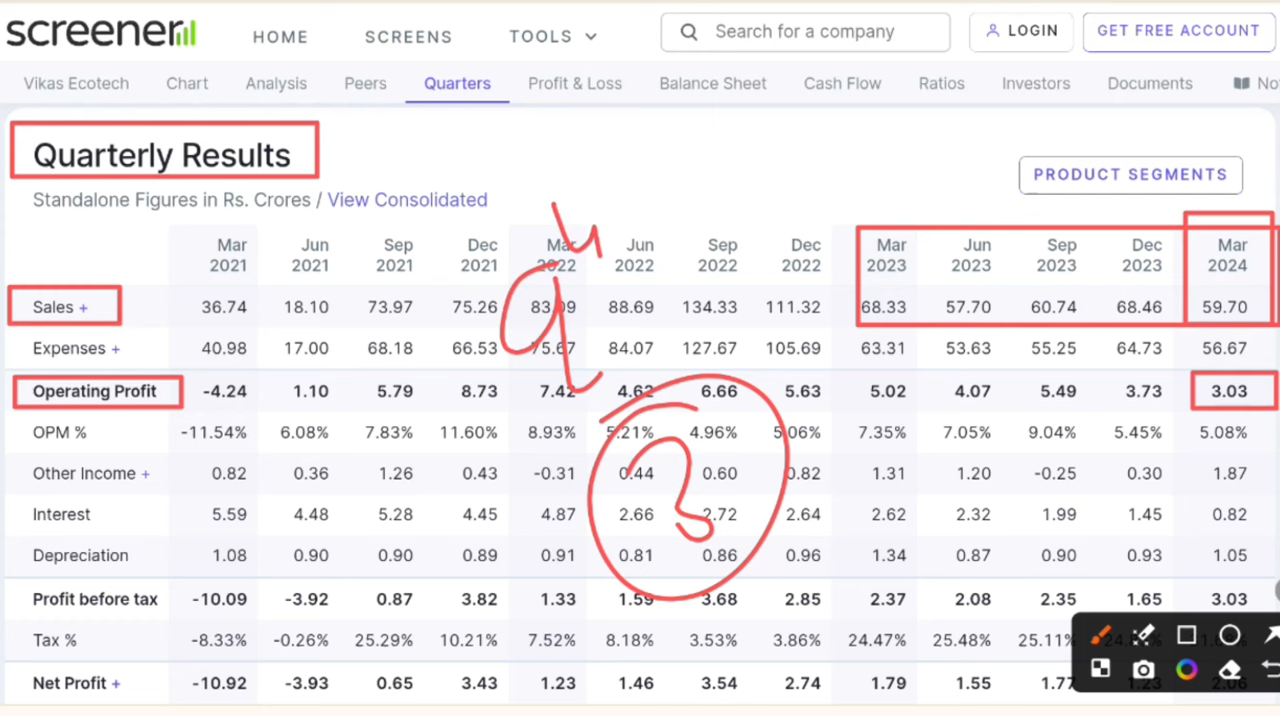 screener HOME SCREENS TOOLS Search for a company LOGIN GET FREE ACCOUNT
Vikas Ecotech Chart Analysis Peers Quarters Profit & Loss Balance Sheet Cash Flow Ratios Investors Documents No
Quarterly Results
PRODUCT SEGMENTS
Standalone Figures in Rs. Crores / View Consolidated
Mar 2021 Jun 2021 Sep 2021 Dec 2021 Mar 2022 Jun 2022 Sep 2022 Dec 2022 Mar 2023 Jun 2023 Sep 2023 Dec 2023 Mar 2024
Sales + 36.74 18.10 73.97 75.26 83.09 88.69 134.33 111.32 68.33 57.70 60.74 68.46 59.70
Expenses + 40.98 17.00 68.18 66.53 75.67 84.07 127.67 105.69 63.31 53.63 55.25 64.73 56.67
Operating Profit -4.24 1.10 5.79 8.73 7.42 4.62 6.66 5.63 5.02 4.07 5.49 3.73 3.03
OPM % -11.54% 6.08% 7.83% 11.60% 8.93% 5.21% 4.96% 5.06% 7.35% 7.05% 9.04% 5.45% 5.08%
Other Income + 0.82 0.36 1.26 0.43 -0.31 0.44 0.60 0.82 1.31 1.20 -0.25 0.30 1.87
Interest 5.59 4.48 5.28 4.45 4.87 2.66 2.72 2.64 2.62 2.32 1.99 1.45 0.82
Depreciation 1.08 0.90 0.90 0.89 0.91 0.81 0.86 0.96 1.34 0.87 0.90 0.93 1.05
Profit before tax -10.09 -3.92 0.87 3.82 1.33 1.59 3.68 2.85 2.37 2.08 2.35 1.65 3.03
Tax % -8.33% -0.26% 25.29% 10.21% 7.52% 8.18% 3.53% 3.86% 24.47% 25.48% 25.11%
Net Profit + -10.92 -3.93 0.65 3.43 1.23 1.46 3.54 2.74 1.79 1.55 1.77 1.23 2.06
q4
?